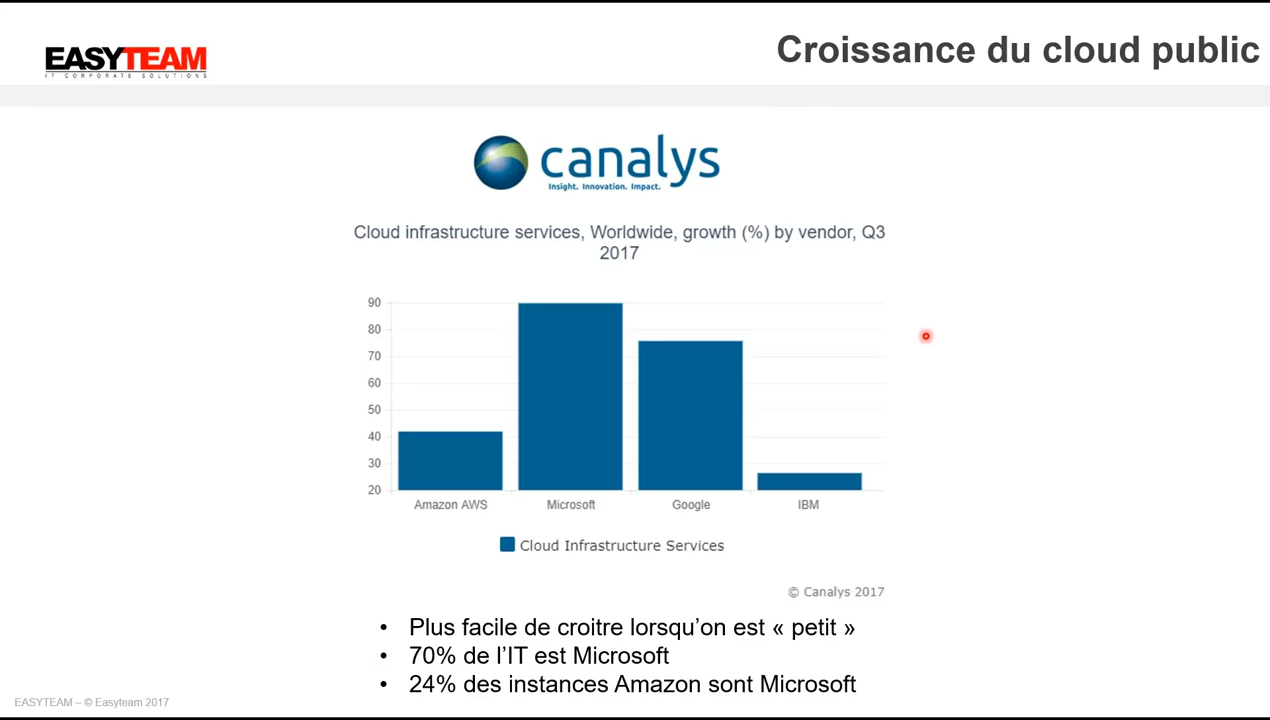 EASYTEAM
IT CORPORATE SOLUTIONS
Croissance du cloud public
canalys
Insight. Innovation. Impact.
Cloud infrastructure services, Worldwide, growth (%) by vendor, Q3
2017
90
80
70
60
50
40
30
20
Amazon AWS
Microsoft
Google
IBM
Cloud Infrastructure Services
© Canalys 2017
• Plus facile de croitre lorsqu’on est « petit »
• 70% de l’IT est Microsoft
• 24% des instances Amazon sont Microsoft
EASYTEAM – © Easyteam 2017